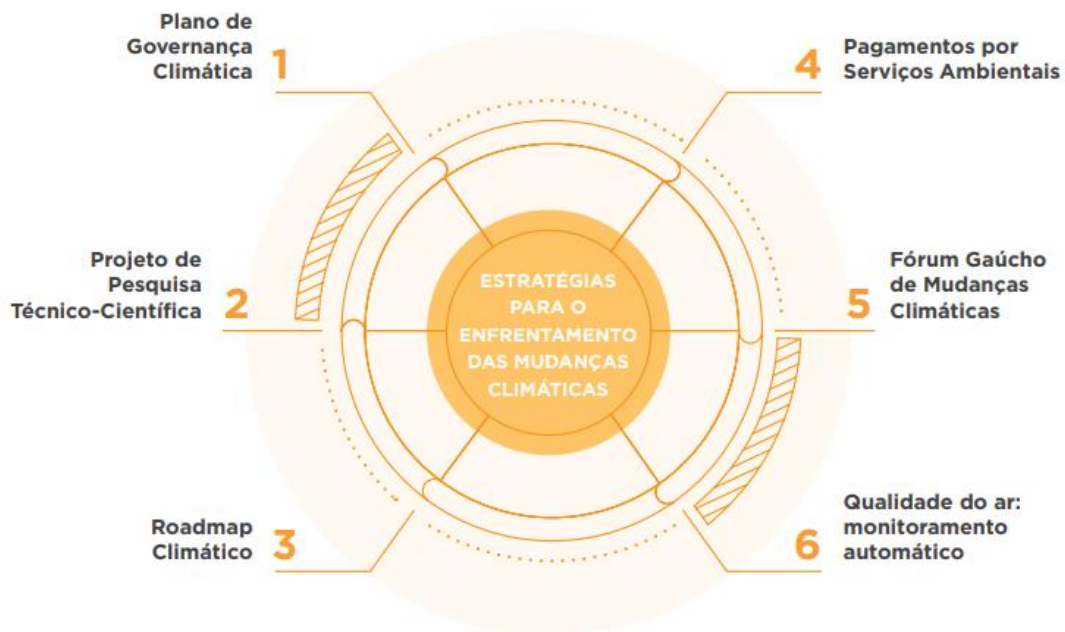 Plano de
Governança
Climática
1
Projeto de
Pesquisa
Técnico-Científica
2
Roadmap
Climático
3
ESTRATÉGIAS
PARA O
ENFRENTAMENTO
DAS MUDANÇAS
CLIMÁTICAS
4
Pagamentos por
Serviços Ambientais
5
Fórum Gaúcho
de Mudanças
Climáticas
6
Qualidade do ar:
monitoramento
automático